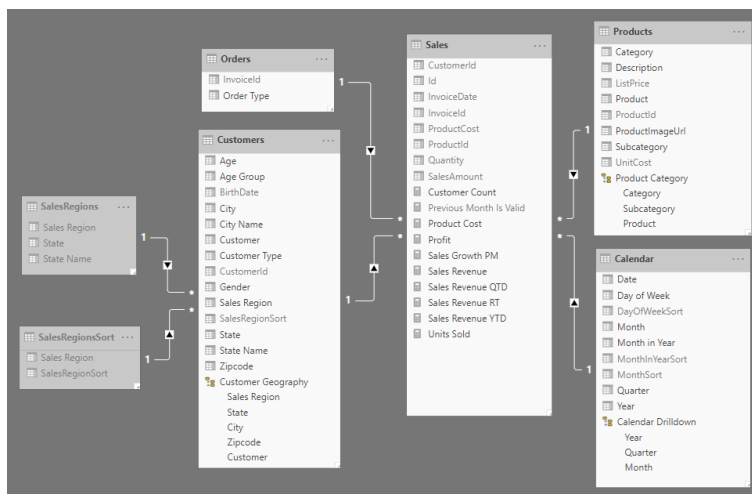 Orders
InvoiceId
Order Type
1
Customers
Age
Age Group
BirthDate
City
City Name
Customer
Customer Type
CustomerId
Gender
Sales Region
SalesRegionSort
State
State Name
Zipcode
Customer Geography
Sales Region
State
City
Zipcode
Customer
SalesRegions
Sales Region
State
State Name
1
*
SalesRegionsSort
Sales Region
SalesRegionSort
1
*
Sales
CustomerId
Id
InvoiceDate
InvoiceId
ProductCost
ProductId
Quantity
SalesAmount
Customer Count
Previous Month Is Valid
Product Cost
Profit
Sales Growth PM
Sales Revenue
Sales Revenue QTD
Sales Revenue RT
Sales Revenue YTD
Units Sold
*
*
1
*
*
Products
Category
Description
ListPrice
Product
ProductId
ProductImageUrl
Subcategory
UnitCost
Product Category
Category
Subcategory
Product
1
Calendar
Date
Day of Week
DayOfWeekSort
Month
Month in Year
MonthInYearSort
MonthSort
Quarter
Year
Calendar Drilldown
Year
Quarter
Month
1